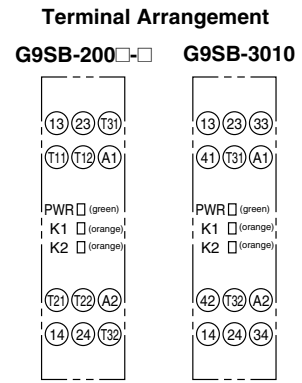 Terminal Arrangement
G9SB-200□-□
13 23 T31
T11 T12 A1
PWR (green)
K1 (orange)
K2 (orange)
T21 T22 A2
14 24 T32
G9SB-3010
13 23 33
41 T31 A1
PWR (green)
K1 (orange)
K2 (orange)
42 T32 A2
14 24 34